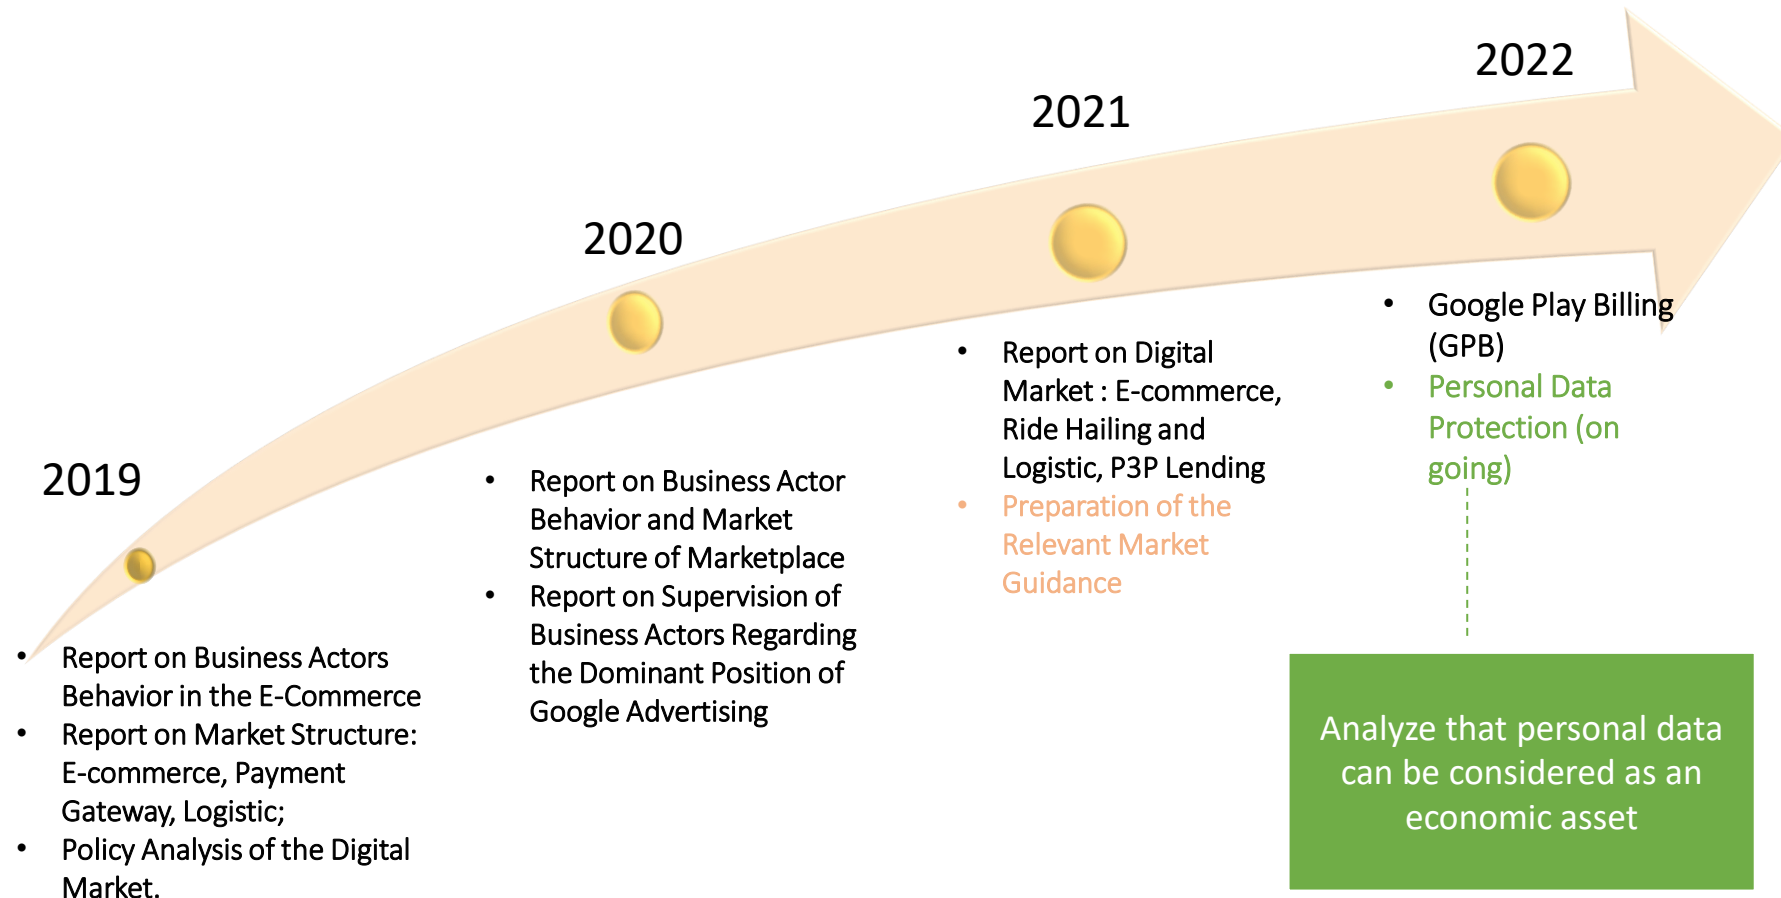 2019
• Report on Business Actors
Behavior in the E-Commerce
• Report on Market Structure:
E-commerce, Payment
Gateway, Logistic;
• Policy Analysis of the Digital
Market.
2020
• Report on Business Actor
Behavior and Market
Structure of Marketplace
• Report on Supervision of
Business Actors Regarding
the Dominant Position of
Google Advertising
2021
• Report on Digital
Market : E-commerce,
Ride Hailing and
Logistic, P3P Lending
• Preparation of the
Relevant Market
Guidance
2022
• Google Play Billing
(GPB)
• Personal Data
Protection (on
going)
Analyze that personal data
can be considered as an
economic asset